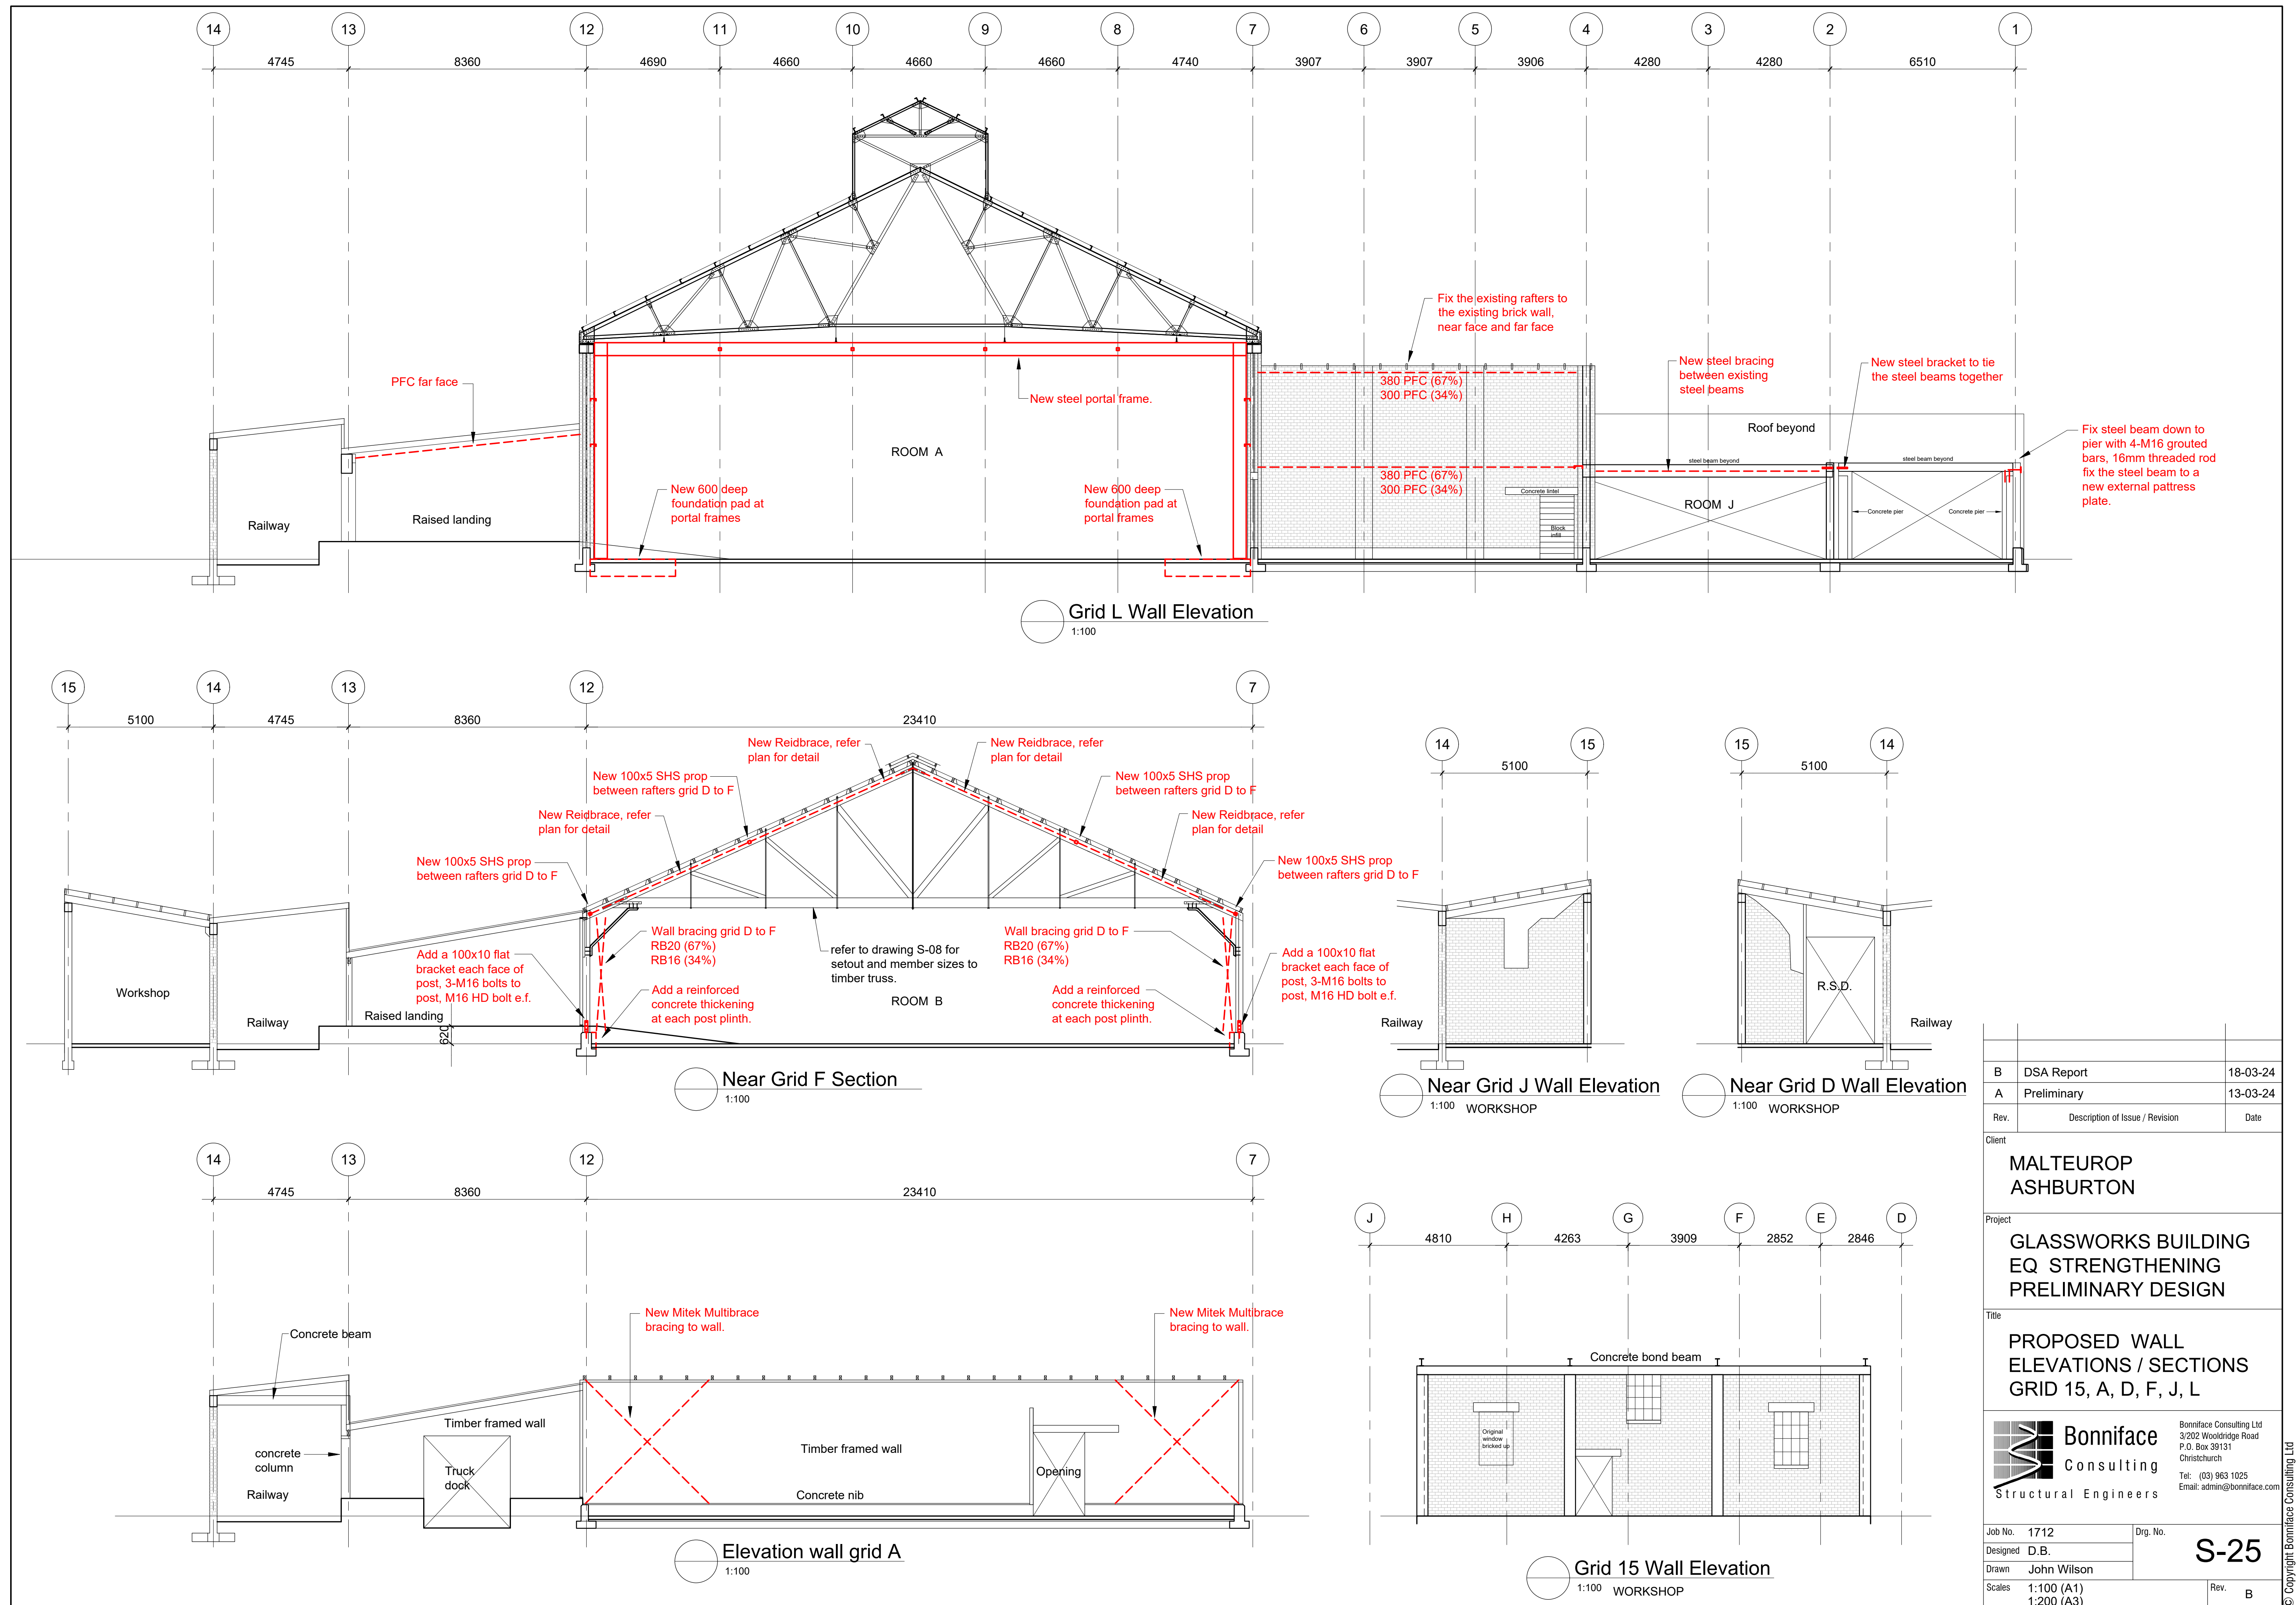 14 13 12 11 10 9 8 7 6 5 4 3 2 1
4745 8360 4690 4660 4660 4660 4740 3907 3907 3906 4280 4280 6510
Fix the existing rafters to
the existing brick wall,
near face and far face
PFC far face
New steel portal frame.
380 PFC (67%)
300 PFC (34%)
New steel bracing
between existing
steel beams
New steel bracket to tie
the steel beams together
Roof beyond
Fix steel beam down to
pier with 4-M16 grouted
bars, 16mm threaded rod
fix the steel beam to a
new external pattress
plate.
ROOM A
steel beam beyond
steel beam beyond
380 PFC (67%)
300 PFC (34%)
Concrete lintel
Block
infill
ROOM J
Concrete pier
Concrete pier
Railway
Raised landing
New 600 deep
foundation pad at
portal frames
New 600 deep
foundation pad at
portal frames
Grid L Wall Elevation
1:100
15 14 13 12 7
5100 4745 8360 23410
New Reidbrace, refer
plan for detail
New Reidbrace, refer
plan for detail
New 100x5 SHS prop
between rafters grid D to F
New 100x5 SHS prop
between rafters grid D to F
New Reidbrace, refer
plan for detail
New Reidbrace, refer
plan for detail
New 100x5 SHS prop
between rafters grid D to F
New 100x5 SHS prop
between rafters grid D to F
Wall bracing grid D to F
RB20 (67%)
RB16 (34%)
refer to drawing S-08 for
setout and member sizes to
timber truss.
Wall bracing grid D to F
RB20 (67%)
RB16 (34%)
Add a 100x10 flat
bracket each face of
post, 3-M16 bolts to
post, M16 HD bolt e.f.
Add a 100x10 flat
bracket each face of
post, 3-M16 bolts to
post, M16 HD bolt e.f.
Add a reinforced
concrete thickening
at each post plinth.
ROOM B
Add a reinforced
concrete thickening
at each post plinth.
Workshop
Railway
Raised landing
620
Near Grid F Section
1:100
14 15
5100
Railway
Near Grid J Wall Elevation
1:100 WORKSHOP
15 14
5100
R.S.D.
Railway
Near Grid D Wall Elevation
1:100 WORKSHOP
14 13 12 7
4745 8360 23410
Concrete beam
New Mitek Multibrace
bracing to wall.
New Mitek Multibrace
bracing to wall.
Timber framed wall
concrete
column
Railway
Truck
dock
Timber framed wall
Opening
Concrete nib
Elevation wall grid A
1:100
J H G F E D
4810 4263 3909 2852 2846
Concrete bond beam
Original
window
bricked up
Grid 15 Wall Elevation
1:100 WORKSHOP
B DSA Report 18-03-24
A Preliminary 13-03-24
Rev. Description of Issue / Revision Date
Client
MALTEUROP
ASHBURTON
Project
GLASSWORKS BUILDING
EQ STRENGTHENING
PRELIMINARY DESIGN
Title
PROPOSED WALL
ELEVATIONS / SECTIONS
GRID 15, A, D, F, J, L
Bonniface
Consulting
Structural Engineers
Bonniface Consulting Ltd
3/202 Wooldridge Road
P.O. Box 39131
Christchurch
Tel: (03) 963 1025
Email: admin@bonniface.com
Job No. 1712
Drg. No. S-25
Designed D.B.
Drawn John Wilson
Scales 1:100 (A1)
1:200 (A3)
Rev. B
© Copyright Bonniface Consulting Ltd